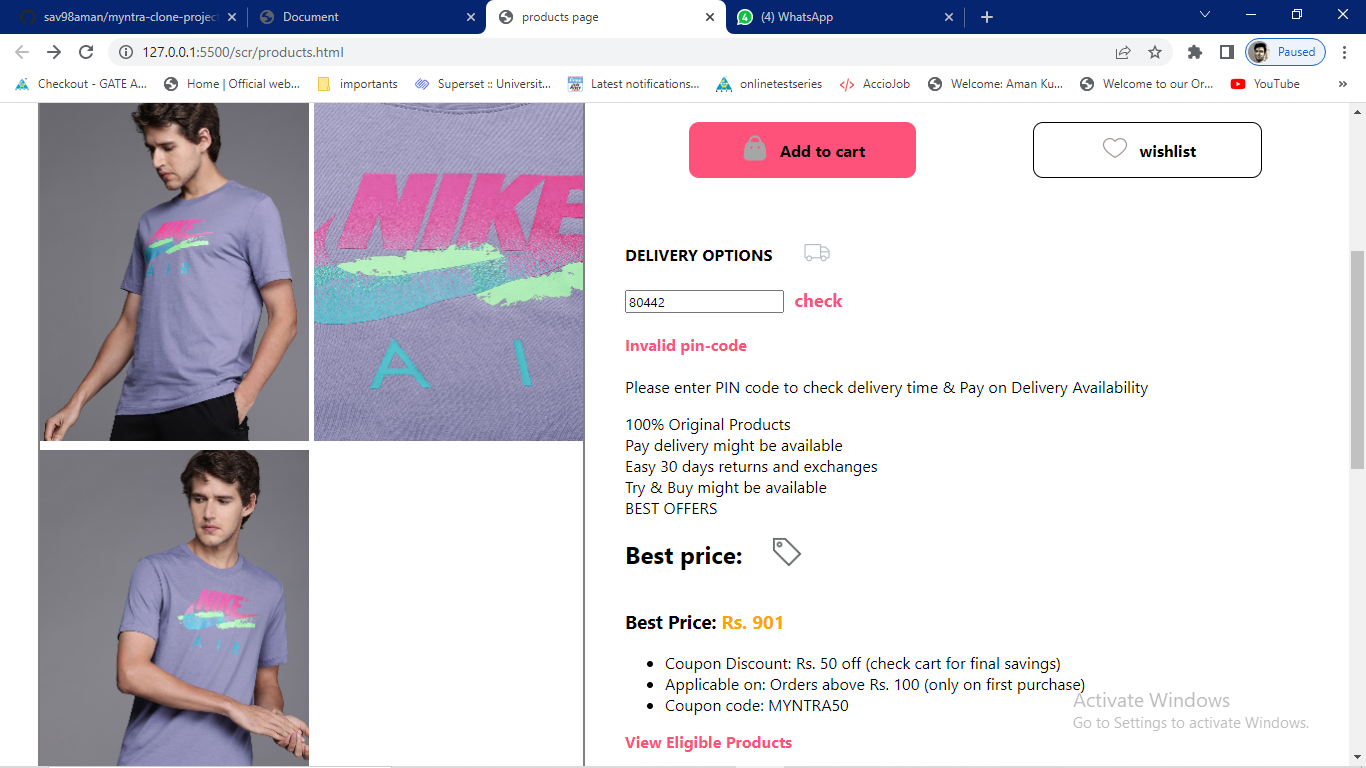 sav98aman/myntra-clone-projec
Document
products page
(4) WhatsApp
127.0.0.1:5500/scr/products.html
Paused
Checkout - GATE A...
Home | Official web...
importants
Superset :: Universit...
Latest notifications...
onlinetestseries
AccioJob
Welcome: Aman Ku...
Welcome to our Or...
YouTube
»
NIKE
AIR
NIKE
A I
NIKE
AIR
Add to cart
wishlist
DELIVERY OPTIONS
80442
check
Invalid pin-code
Please enter PIN code to check delivery time & Pay on Delivery Availability
100% Original Products
Pay delivery might be available
Easy 30 days returns and exchanges
Try & Buy might be available
BEST OFFERS
Best price:
Best Price: Rs. 901
• Coupon Discount: Rs. 50 off (check cart for final savings)
• Applicable on: Orders above Rs. 100 (only on first purchase)
• Coupon code: MYNTRA50
View Eligible Products
Activate Windows
Go to Settings to activate Windows.